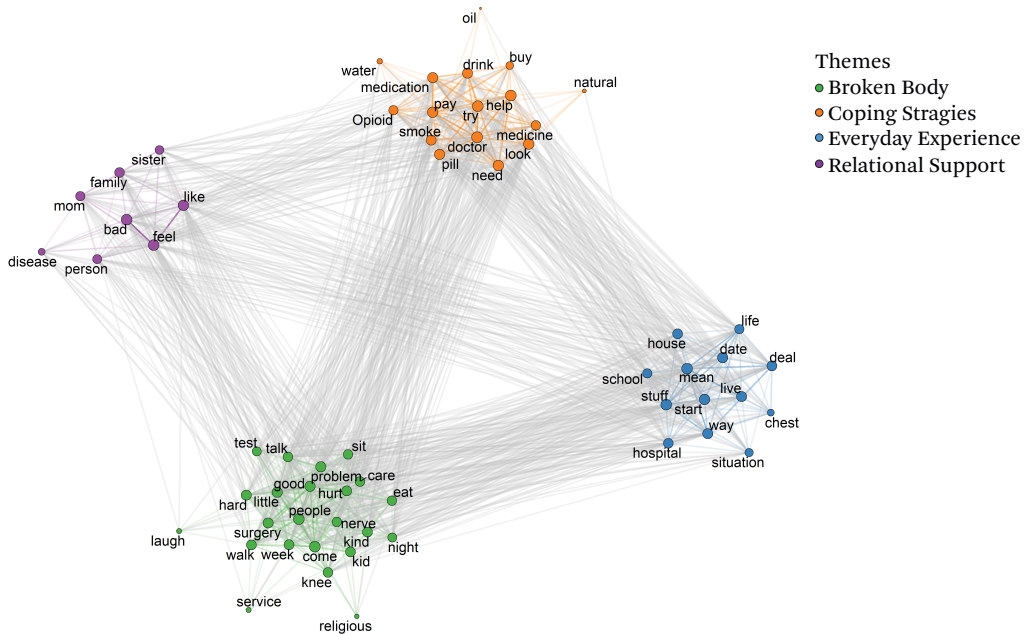 oil
buy
drink
water
natural
medication
pay
help
Opioid
try
smoke
medicine
doctor
look
pill
need
Themes
Broken Body
Coping Stragies
Everyday Experience
Relational Support
sister
family
mom
like
bad
feel
disease
person
life
house
date
deal
school
mean
stuff
live
start
chest
way
hospital
situation
test
talk
sit
problem
care
good
hurt
eat
hard
little
people
nerve
surgery
kind
night
laugh
walk
week
come
kid
knee
service
religious